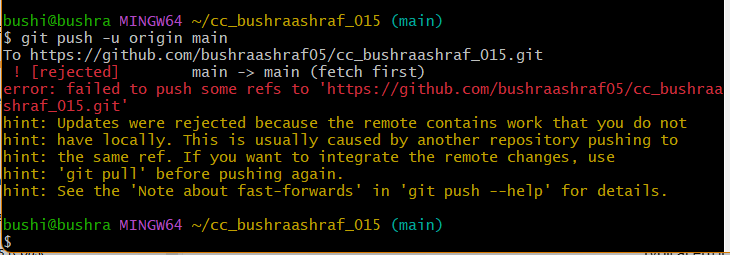 bushi@bushra MINGW64 ~/cc_bushraashraf_015 (main)
$ git push -u origin main
To https://github.com/bushraashraf05/cc_bushraashraf_015.git
 ! [rejected]        main -> main (fetch first)
error: failed to push some refs to 'https://github.com/bushraashraf05/cc_bushraa
shraf_015.git'
hint: Updates were rejected because the remote contains work that you do not
hint: have locally. This is usually caused by another repository pushing to
hint: the same ref. If you want to integrate the remote changes, use
hint: 'git pull' before pushing again.
hint: See the 'Note about fast-forwards' in 'git push --help' for details.
bushi@bushra MINGW64 ~/cc_bushraashraf_015 (main)
$